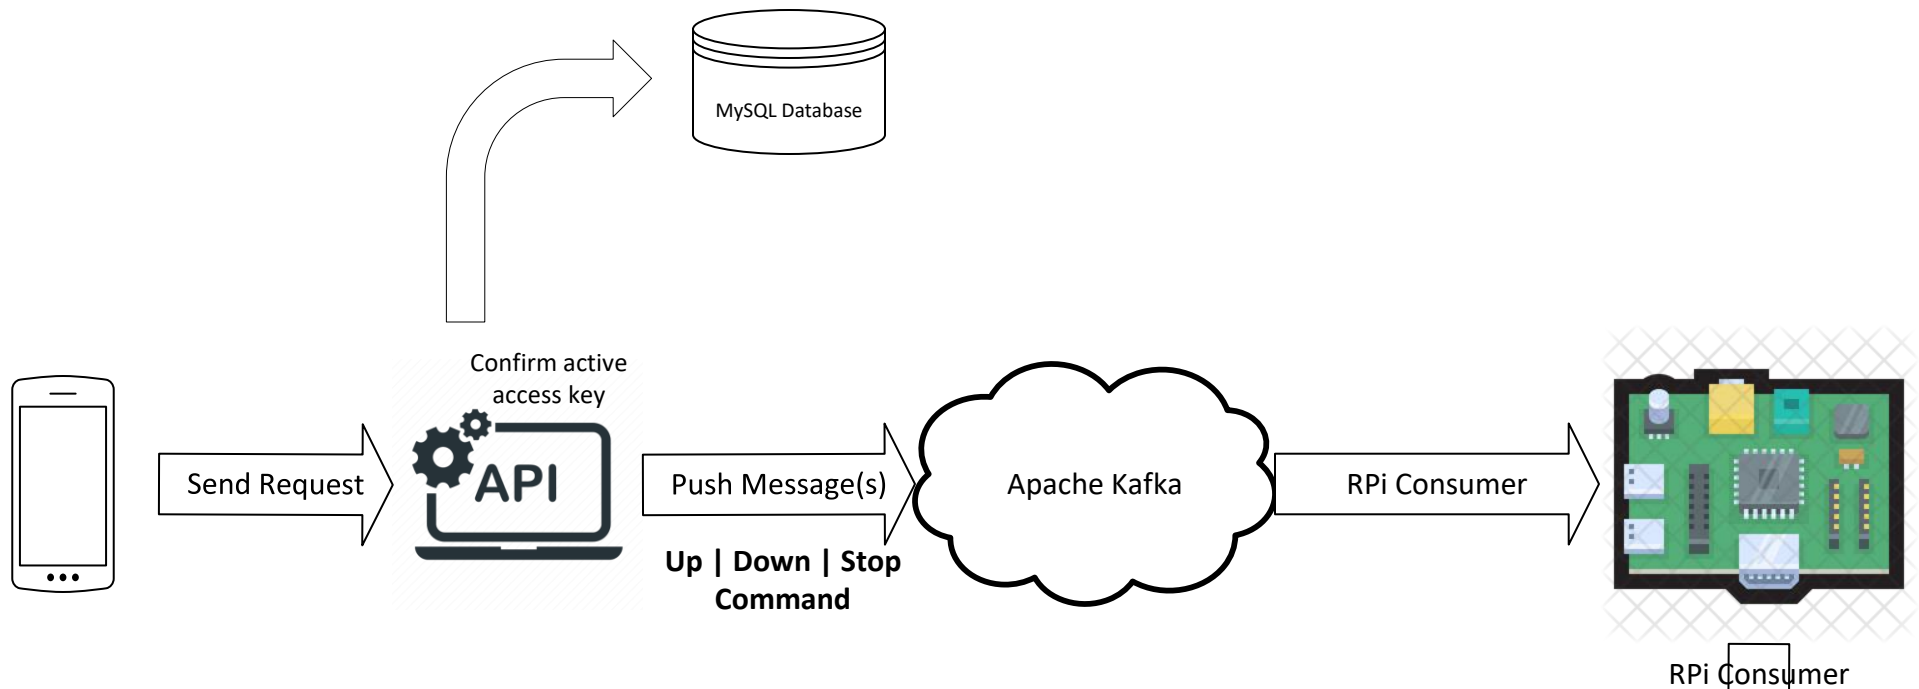 MySQL Database
Confirm active
access key
Send Request
API
Push Message(s)
Apache Kafka
RPi Consumer
Up | Down | Stop
Command
RPi Consumer